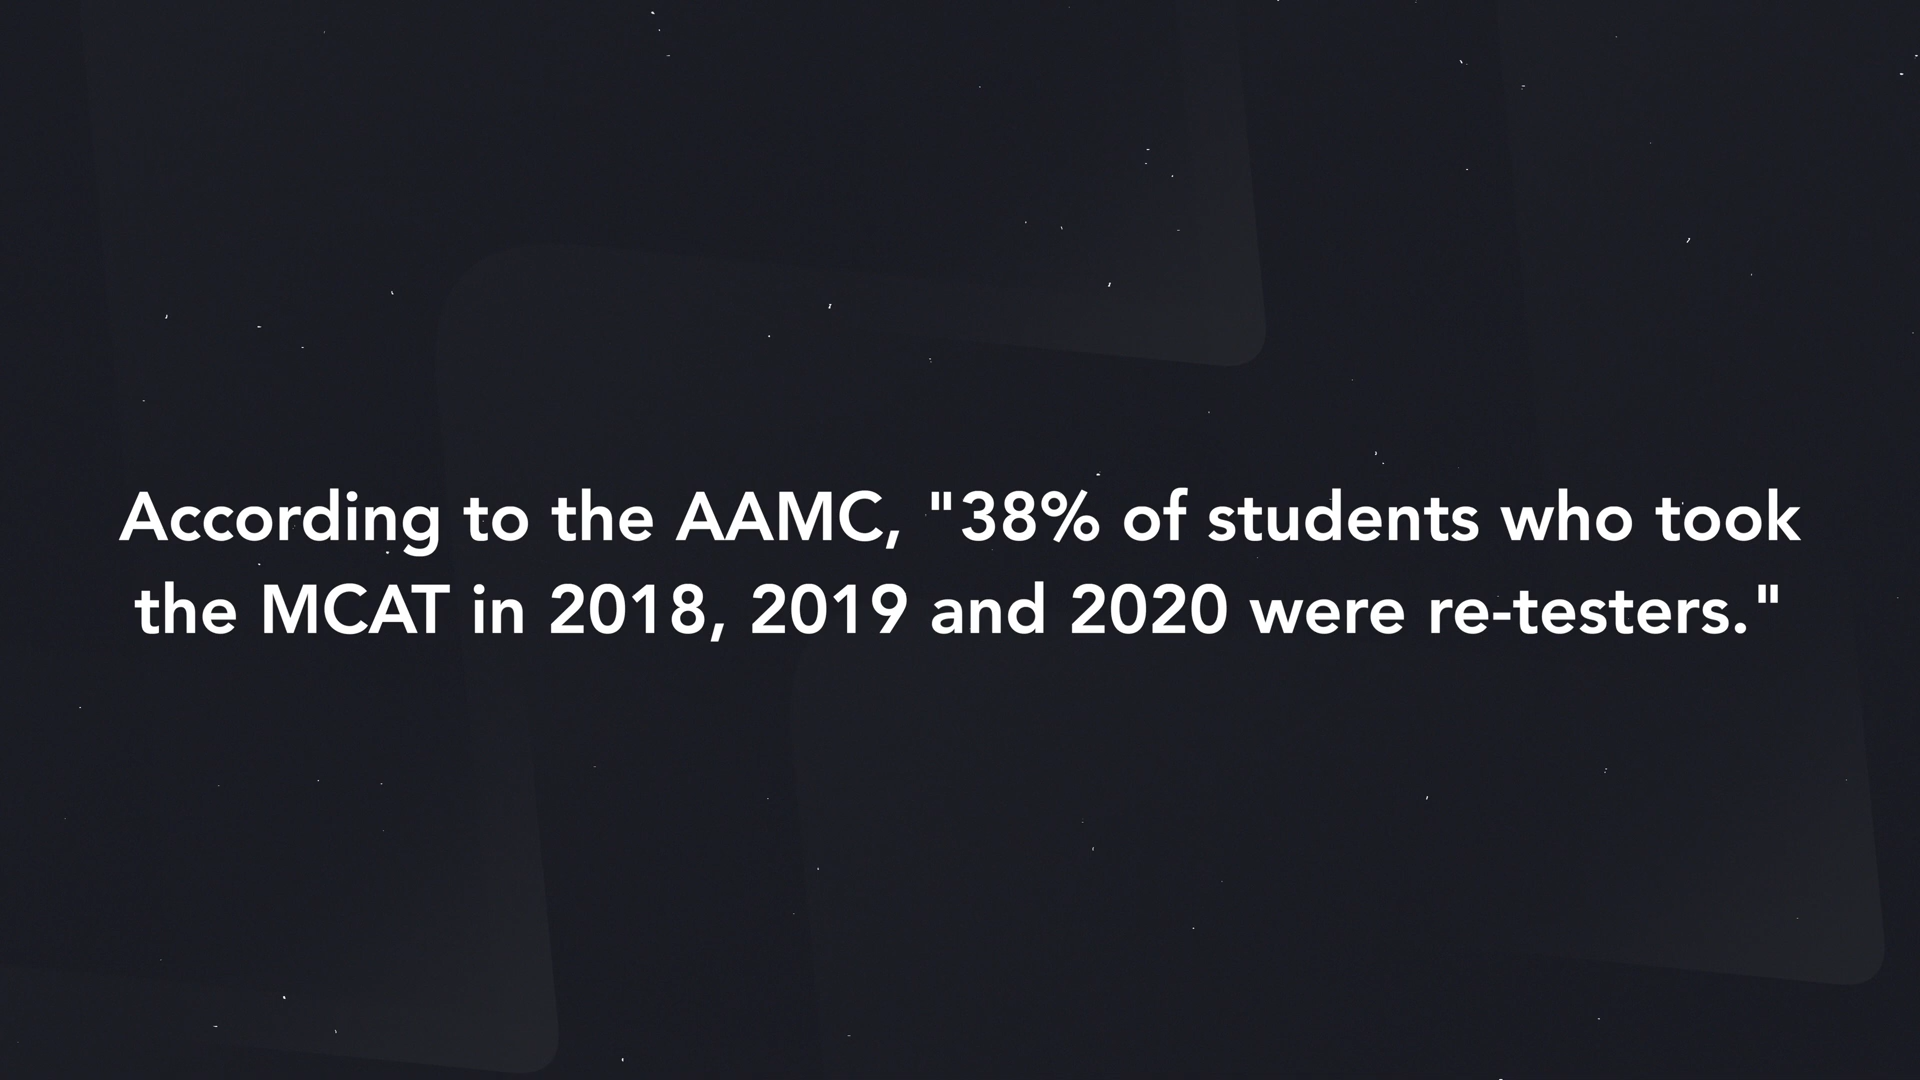 According to the AAMC, "38% of students who took
the MCAT in 2018, 2019 and 2020 were re-testers."